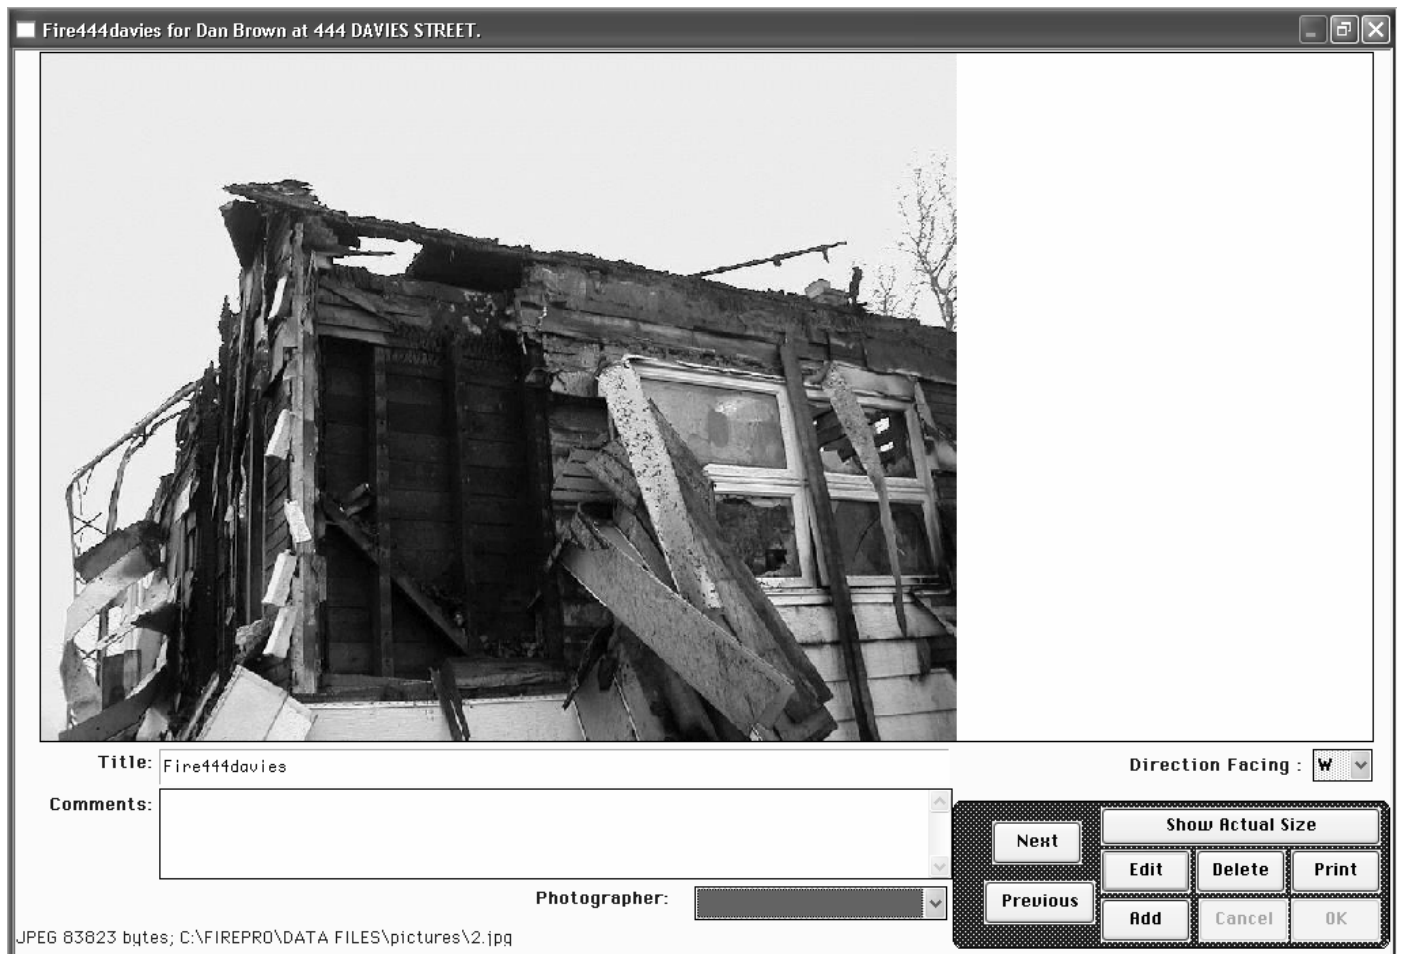 Fire444davies for Dan Brown at 444 DAVIES STREET.
Title: Fire444davies
Direction Facing : W
Comments:
Show Actual Size
Next
Edit Delete Print
Previous
Photographer:
Add Cancel OK
JPEG 83823 bytes; C:\FIREPRO\DATA FILES\pictures\2.jpg